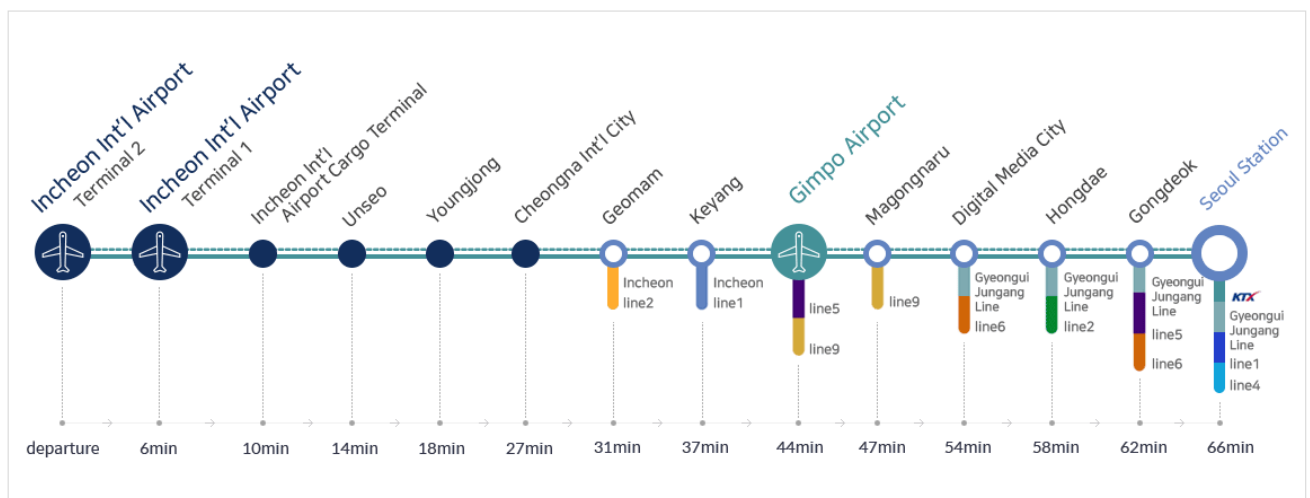 Incheon Int'l Airport
Terminal 2
Incheon Int'l Airport
Terminal 1
Incheon Int'l
Airport Cargo Terminal
Unseo
Youngjong
Cheongna Int'l City
Geomam
Keyang
Gimpo Airport
Magongnaru
Digital Media City
Hongdae
Gongdeok
Seoul Station
Incheon
line2
Incheon
line1
line5
line9
line9
Gyeongui
Jungang
Line
line6
Gyeongui
Jungang
Line
line2
Gyeongui
Jungang
Line
line5
line6
KTX
Gyeongui
Jungang
Line
line1
line4
departure
6min
10min
14min
18min
27min
31min
37min
44min
47min
54min
58min
62min
66min